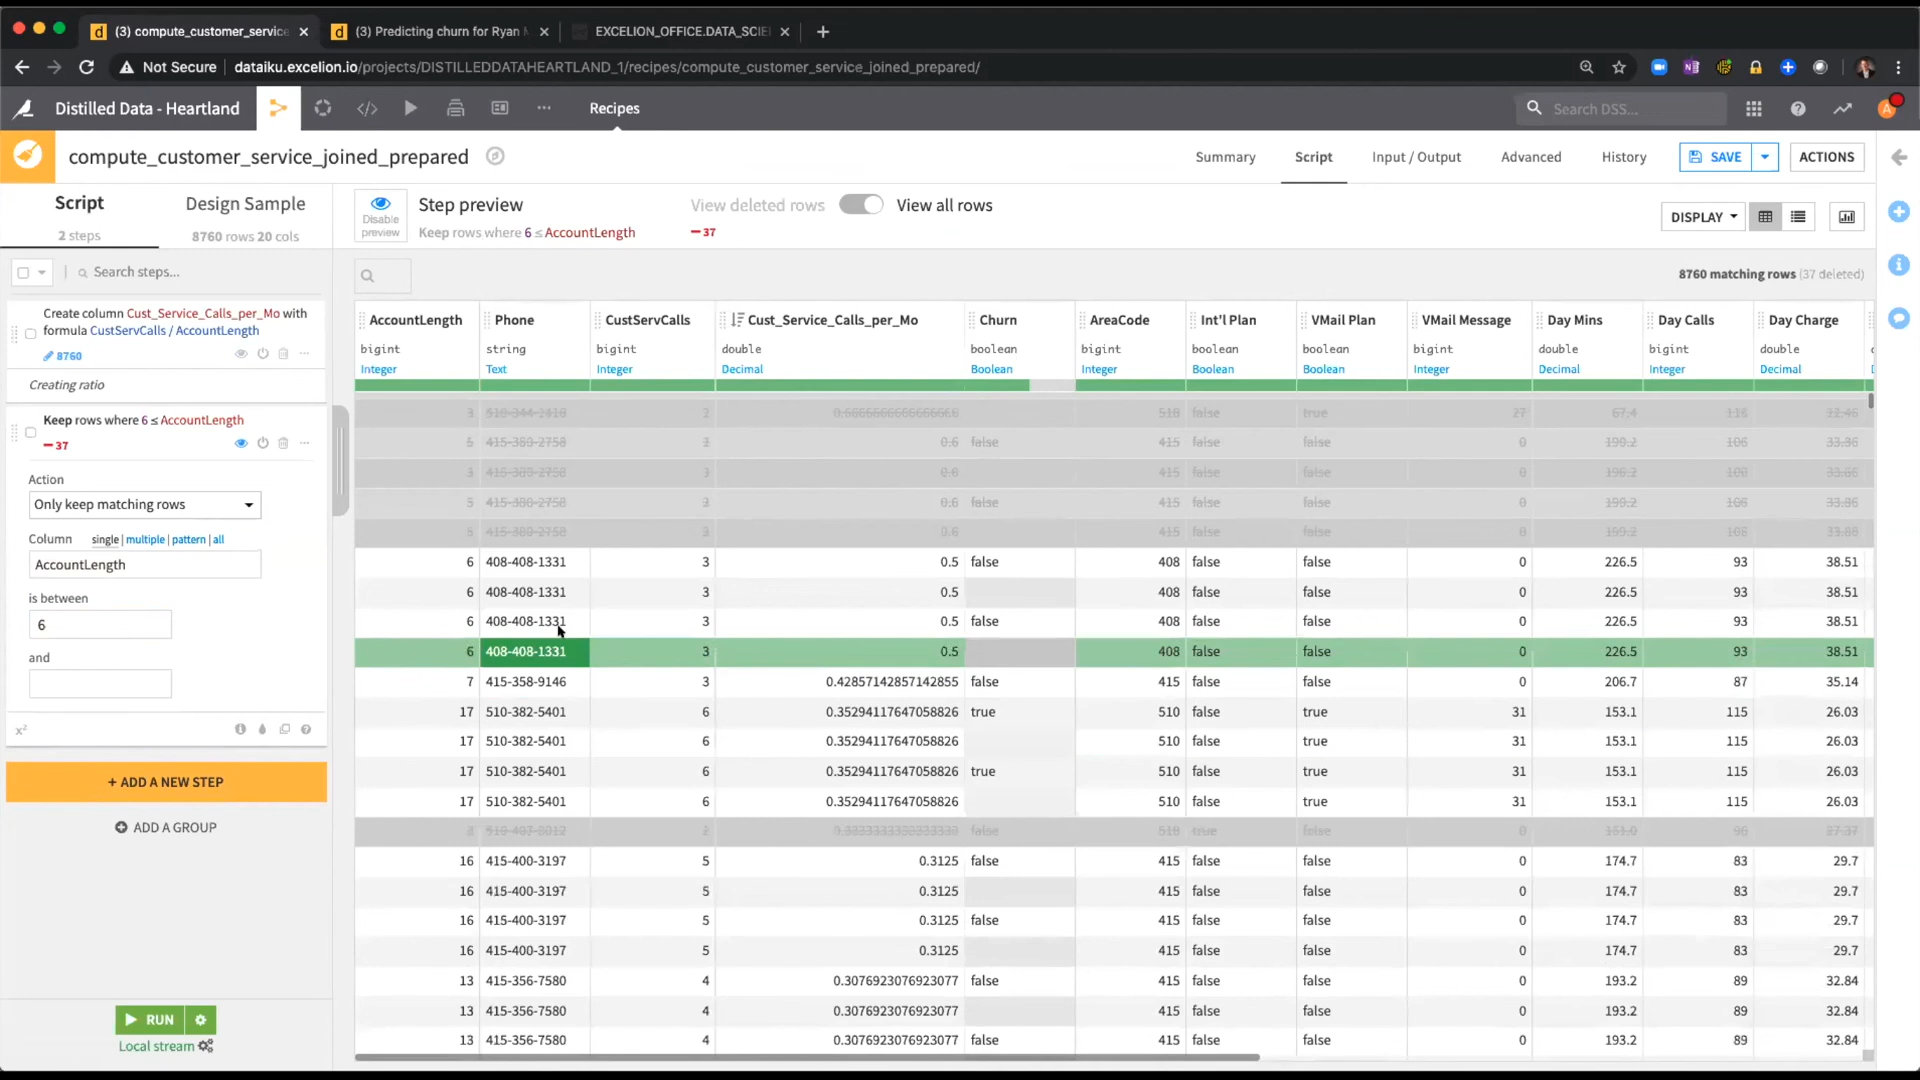 (3) compute_customer_service
(3) Predicting churn for Ryan M
EXCELION_OFFICE.DATA_SCIE
Not Secure
dataiku.excelion.io/projects/DISTILLEDDATAHEARTLAND_1/recipes/compute_customer_service_joined_prepared/
Distilled Data - Heartland
Recipes
Search DSS...
compute_customer_service_joined_prepared
Summary
Script
Input / Output
Advanced
History
SAVE
ACTIONS
Script
2 steps
Design Sample
8760 rows 20 cols
Disable preview
Step preview
Keep rows where 6 ≤ AccountLength
View deleted rows
View all rows
−37
DISPLAY
Search steps...
8760 matching rows (37 deleted)
Create column Cust_Service_Calls_per_Mo with
formula CustServCalls / AccountLength
8760
Creating ratio
Keep rows where 6 ≤ AccountLength
−37
Action
Only keep matching rows
Column single | multiple | pattern | all
AccountLength
is between
6
and
+ ADD A NEW STEP
ADD A GROUP
RUN
Local stream
AccountLength Phone CustServCalls Cust_Service_Calls_per_Mo Churn AreaCode Int'l Plan VMail Plan VMail Message Day Mins Day Calls Day Charge
bigint string bigint double boolean bigint boolean boolean bigint double bigint double
Integer Text Integer Decimal Boolean Integer Boolean Boolean Integer Decimal Integer Decimal
6 408-408-1331 3 0.5 false 408 false false 0 226.5 93 38.51
6 408-408-1331 3 0.5 408 false false 0 226.5 93 38.51
6 408-408-1331 3 0.5 false 408 false false 0 226.5 93 38.51
6 408-408-1331 3 0.5 408 false false 0 226.5 93 38.51
7 415-358-9146 3 0.42857142857142855 false 415 false false 0 206.7 87 35.14
17 510-382-5401 6 0.35294117647058826 true 510 false true 31 153.1 115 26.03
17 510-382-5401 6 0.35294117647058826 510 false true 31 153.1 115 26.03
17 510-382-5401 6 0.35294117647058826 true 510 false true 31 153.1 115 26.03
17 510-382-5401 6 0.35294117647058826 510 false true 31 153.1 115 26.03
16 415-400-3197 5 0.3125 false 415 false false 0 174.7 83 29.7
16 415-400-3197 5 0.3125 415 false false 0 174.7 83 29.7
16 415-400-3197 5 0.3125 false 415 false false 0 174.7 83 29.7
16 415-400-3197 5 0.3125 415 false false 0 174.7 83 29.7
13 415-356-7580 4 0.3076923076923077 false 415 false false 0 193.2 89 32.84
13 415-356-7580 4 0.3076923076923077 415 false false 0 193.2 89 32.84
13 415-356-7580 4 0.3076923076923077 false 415 false false 0 193.2 89 32.84